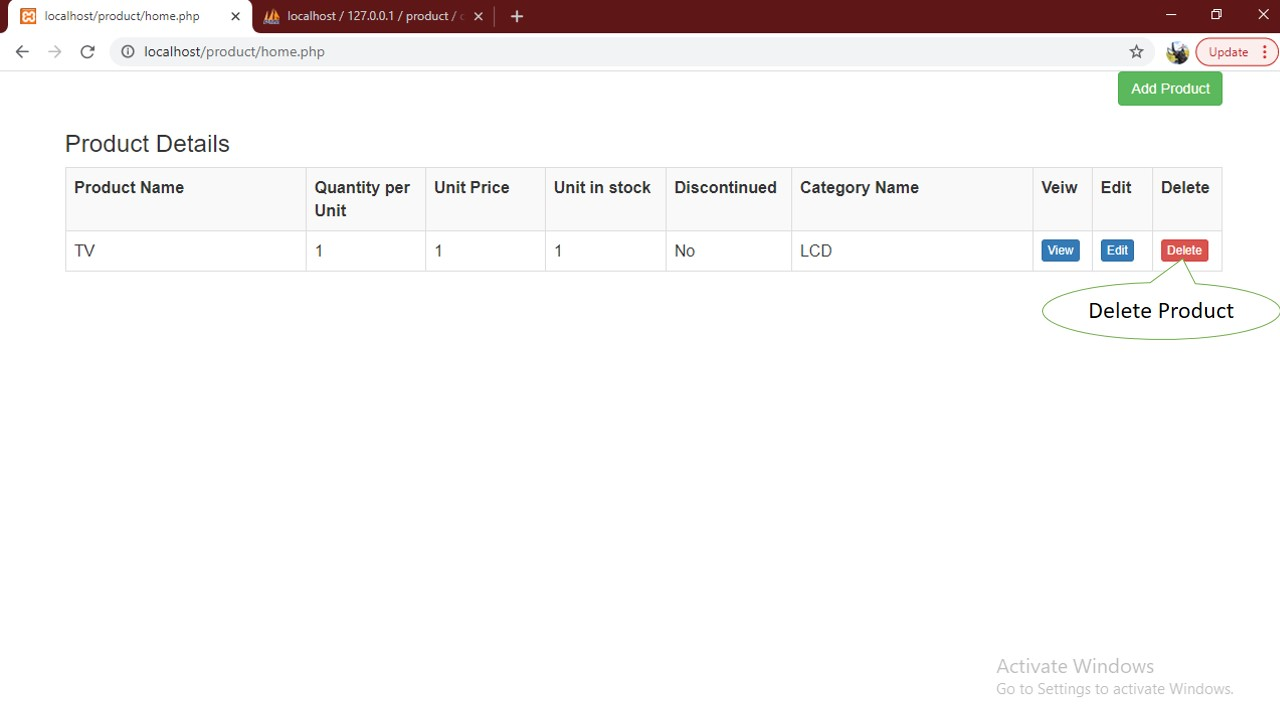 localhost/product/home.php
localhost / 127.0.0.1 / product /
localhost/product/home.php
Update
Add Product
Product Details
Product Name Quantity per Unit Unit Price Unit in stock Discontinued Category Name Veiw Edit Delete
TV 1 1 1 No LCD View Edit Delete
Delete Product
Activate Windows
Go to Settings to activate Windows.